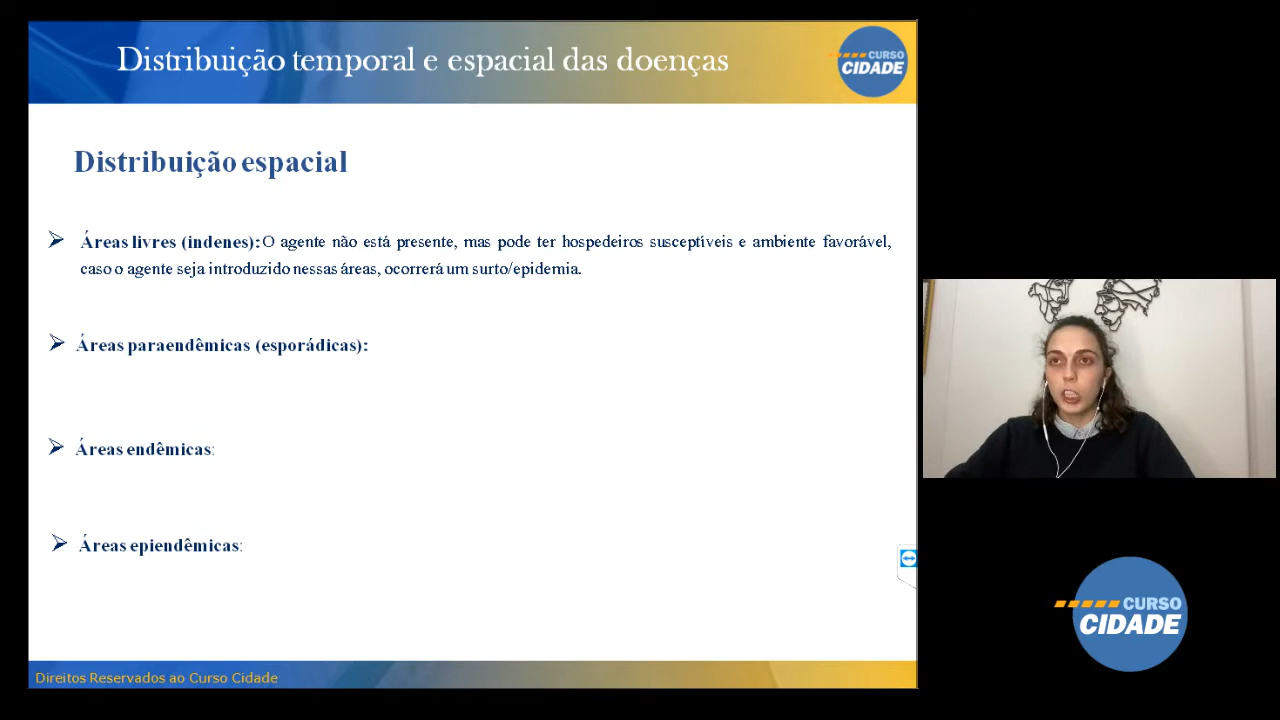 Distribuição temporal e espacial das doenças
CURSO
CIDADE
Distribuição espacial
Áreas livres (indenes): O agente não está presente, mas pode ter hospedeiros susceptíveis e ambiente favorável,
caso o agente seja introduzido nessas áreas, ocorrerá um surto/epidemia.
Áreas paraendêmicas (esporádicas):
Áreas endêmicas:
Áreas epiendêmicas:
CURSO
CIDADE
Direitos Reservados ao Curso Cidade